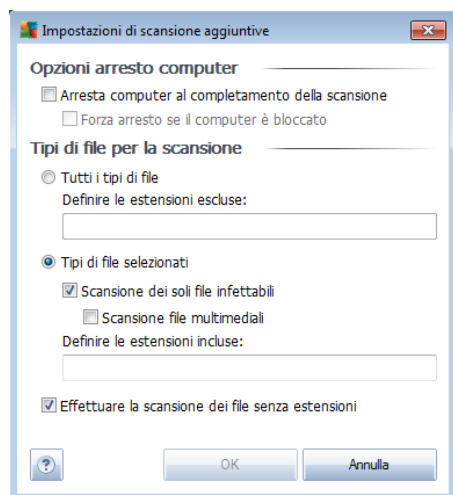 Impostazioni di scansione aggiuntive
Opzioni arresto computer
Arresta computer al completamento della scansione
Forza arresto se il computer è bloccato
Tipi di file per la scansione
Tutti i tipi di file
Definire le estensioni escluse:
Tipi di file selezionati
Scansione dei soli file infettabili
Scansione file multimediali
Definire le estensioni incluse:
Effettuare la scansione dei file senza estensioni
? OK Annulla